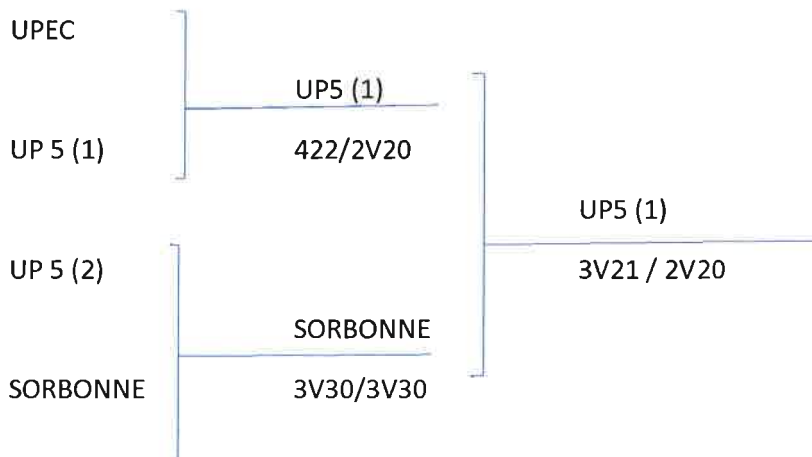 UPEC
UP5 (1)
UP 5 (1)
422/2V20
UP5 (1)
UP 5 (2)
3V21 / 2V20
SORBONNE
SORBONNE
3V30/3V30